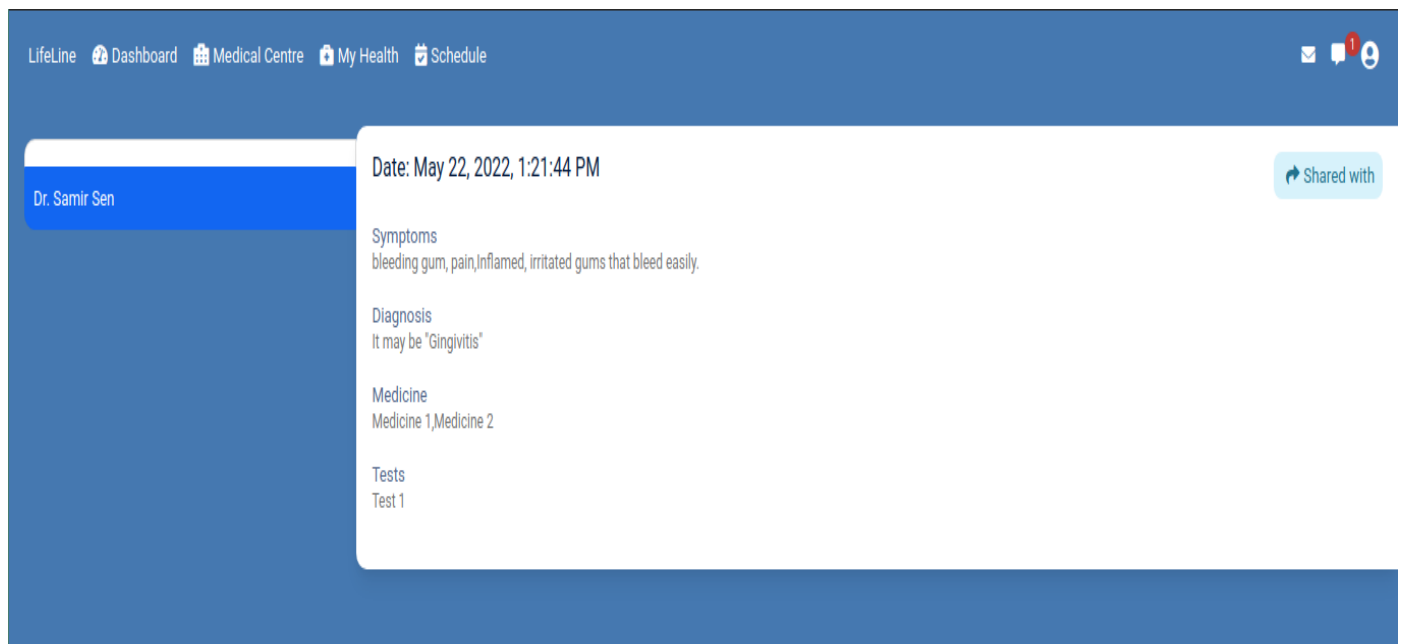 LifeLine Dashboard Medical Centre My Health Schedule 1
Dr. Samir Sen
Date: May 22, 2022, 1:21:44 PM
Shared with
Symptoms
bleeding gum, pain,Inflamed, irritated gums that bleed easily.
Diagnosis
It may be "Gingivitis"
Medicine
Medicine 1,Medicine 2
Tests
Test 1